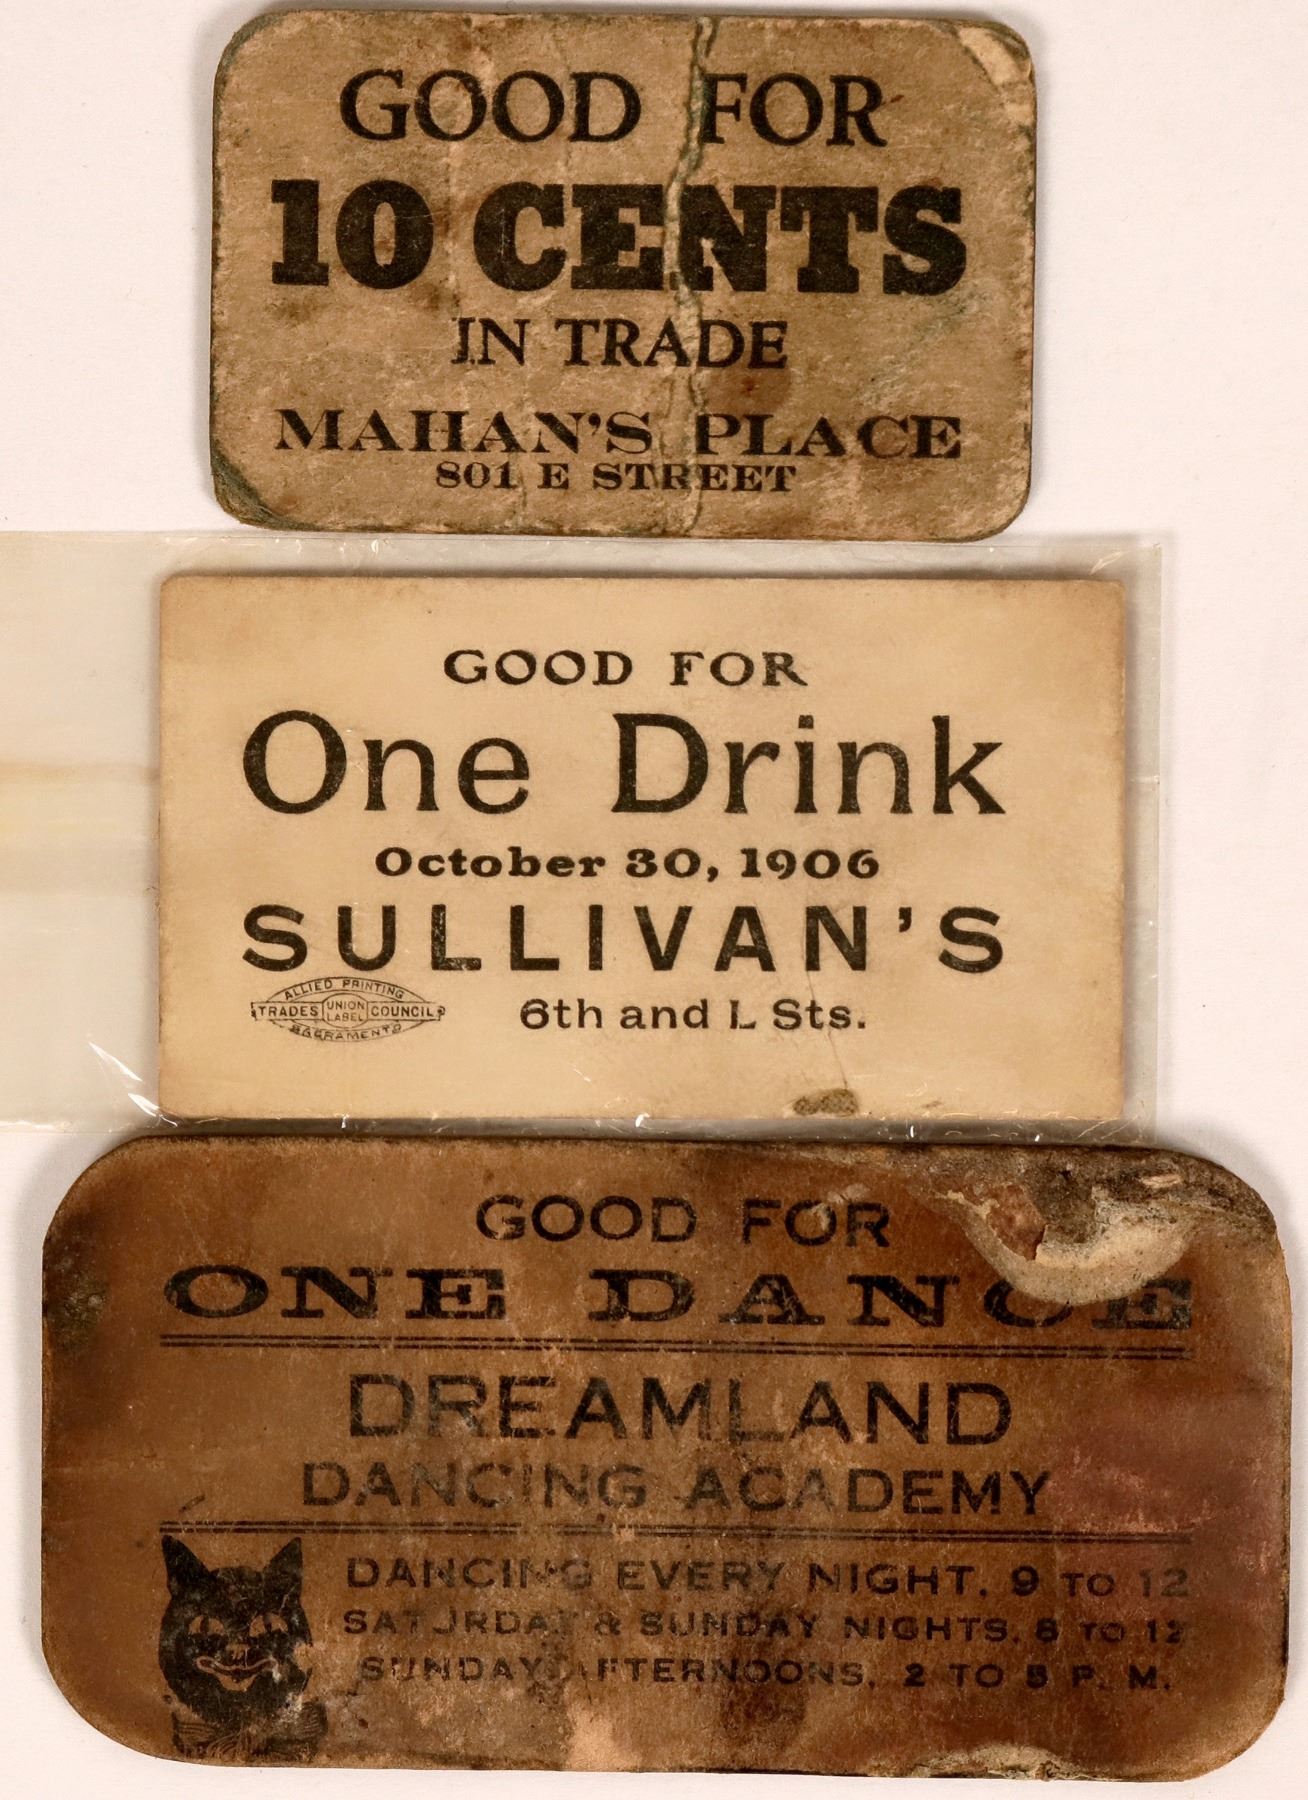 GOOD FOR
10 CENTS
IN TRADE
MAHAN'S PLACE
801 E STREET
GOOD FOR
One Drink
October 30, 1906
SULLIVAN'S
ALLIED PRINTING
TRADES UNION LABEL COUNCIL
SACRAMENTO
6th and L Sts.
GOOD FOR
ONE DANCE
DREAMLAND
DANCING ACADEMY
DANCING EVERY NIGHT, 9 TO 12
SATURDAY & SUNDAY NIGHTS, 8 TO 12
SUNDAY AFTERNOONS, 2 TO 5 P. M.